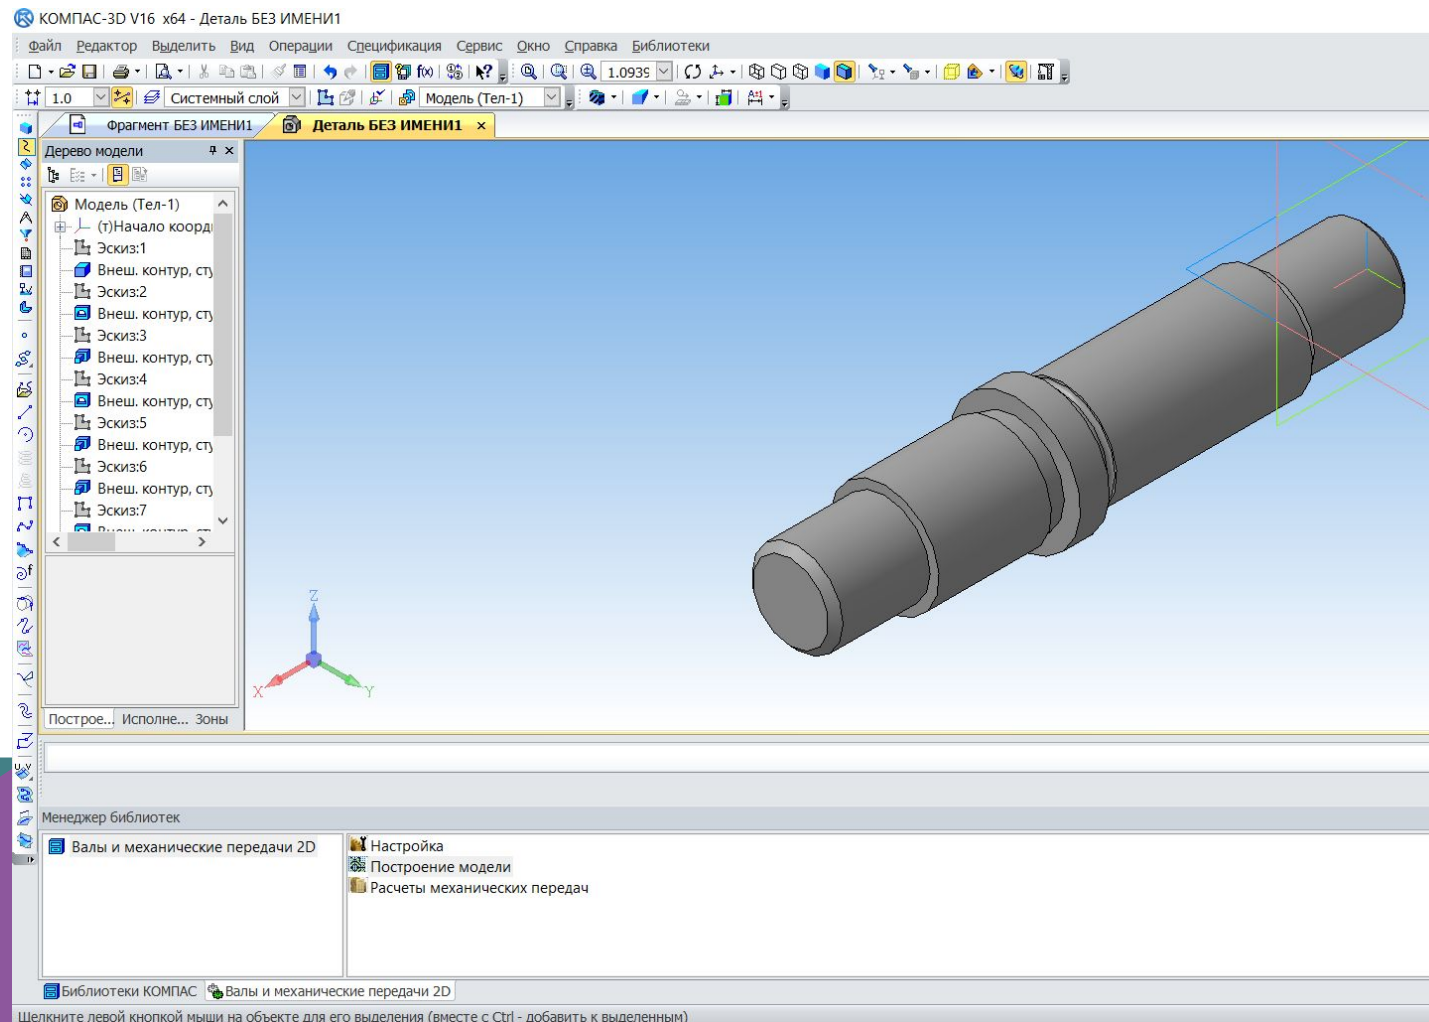 КОМПАС-3D V16 x64 - Деталь БЕЗ ИМЕНИ1
Файл Редактор Выделить Вид Операции Спецификация Сервис Окно Справка Библиотеки
f(x) 1.0939
1.0 Системный слой Модель (Тел-1)
Фрагмент БЕЗ ИМЕНИ1 Деталь БЕЗ ИМЕНИ1
Дерево модели
Модель (Тел-1)
(т)Начало коорд
Эскиз:1
Внеш. контур, сту
Эскиз:2
Внеш. контур, сту
Эскиз:3
Внеш. контур, сту
Эскиз:4
Внеш. контур, сту
Эскиз:5
Внеш. контур, сту
Эскиз:6
Внеш. контур, сту
Эскиз:7
Внеш. контур, сту
Z
X
Y
Построе... Исполне... Зоны
Менеджер библиотек
Валы и механические передачи 2D
Настройка
Построение модели
Расчеты механических передач
Библиотеки КОМПАС Валы и механические передачи 2D
Щелкните левой кнопкой мыши на объекте для его выделения (вместе с Ctrl - добавить к выделенным)